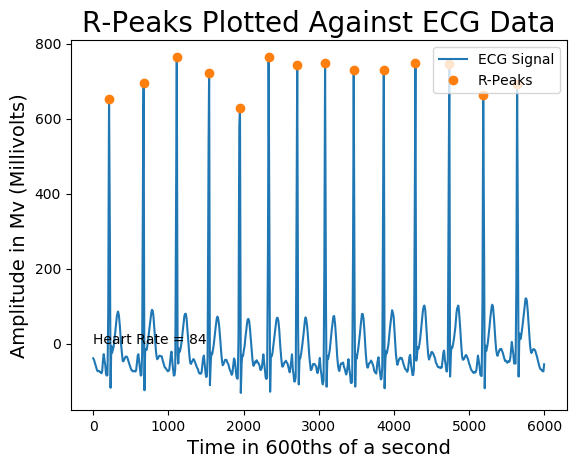 R-Peaks Plotted Against ECG Data
Amplitude in Mv (Millivolts)
800
600
400
200
0
ECG Signal
R-Peaks
Heart Rate = 84
0 1000 2000 3000 4000 5000 6000
Time in 600ths of a second